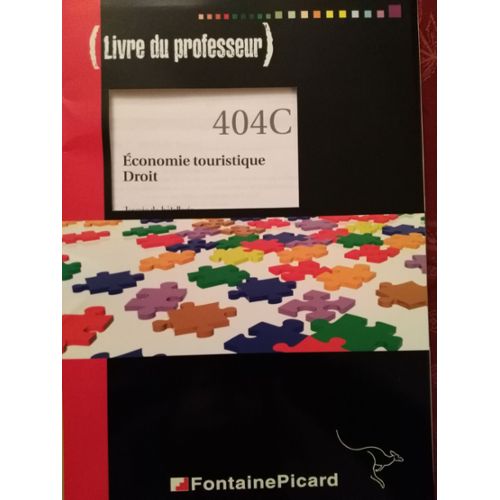 (Livre du professeur)
404C
Économie touristique
Droit
FontainePicard